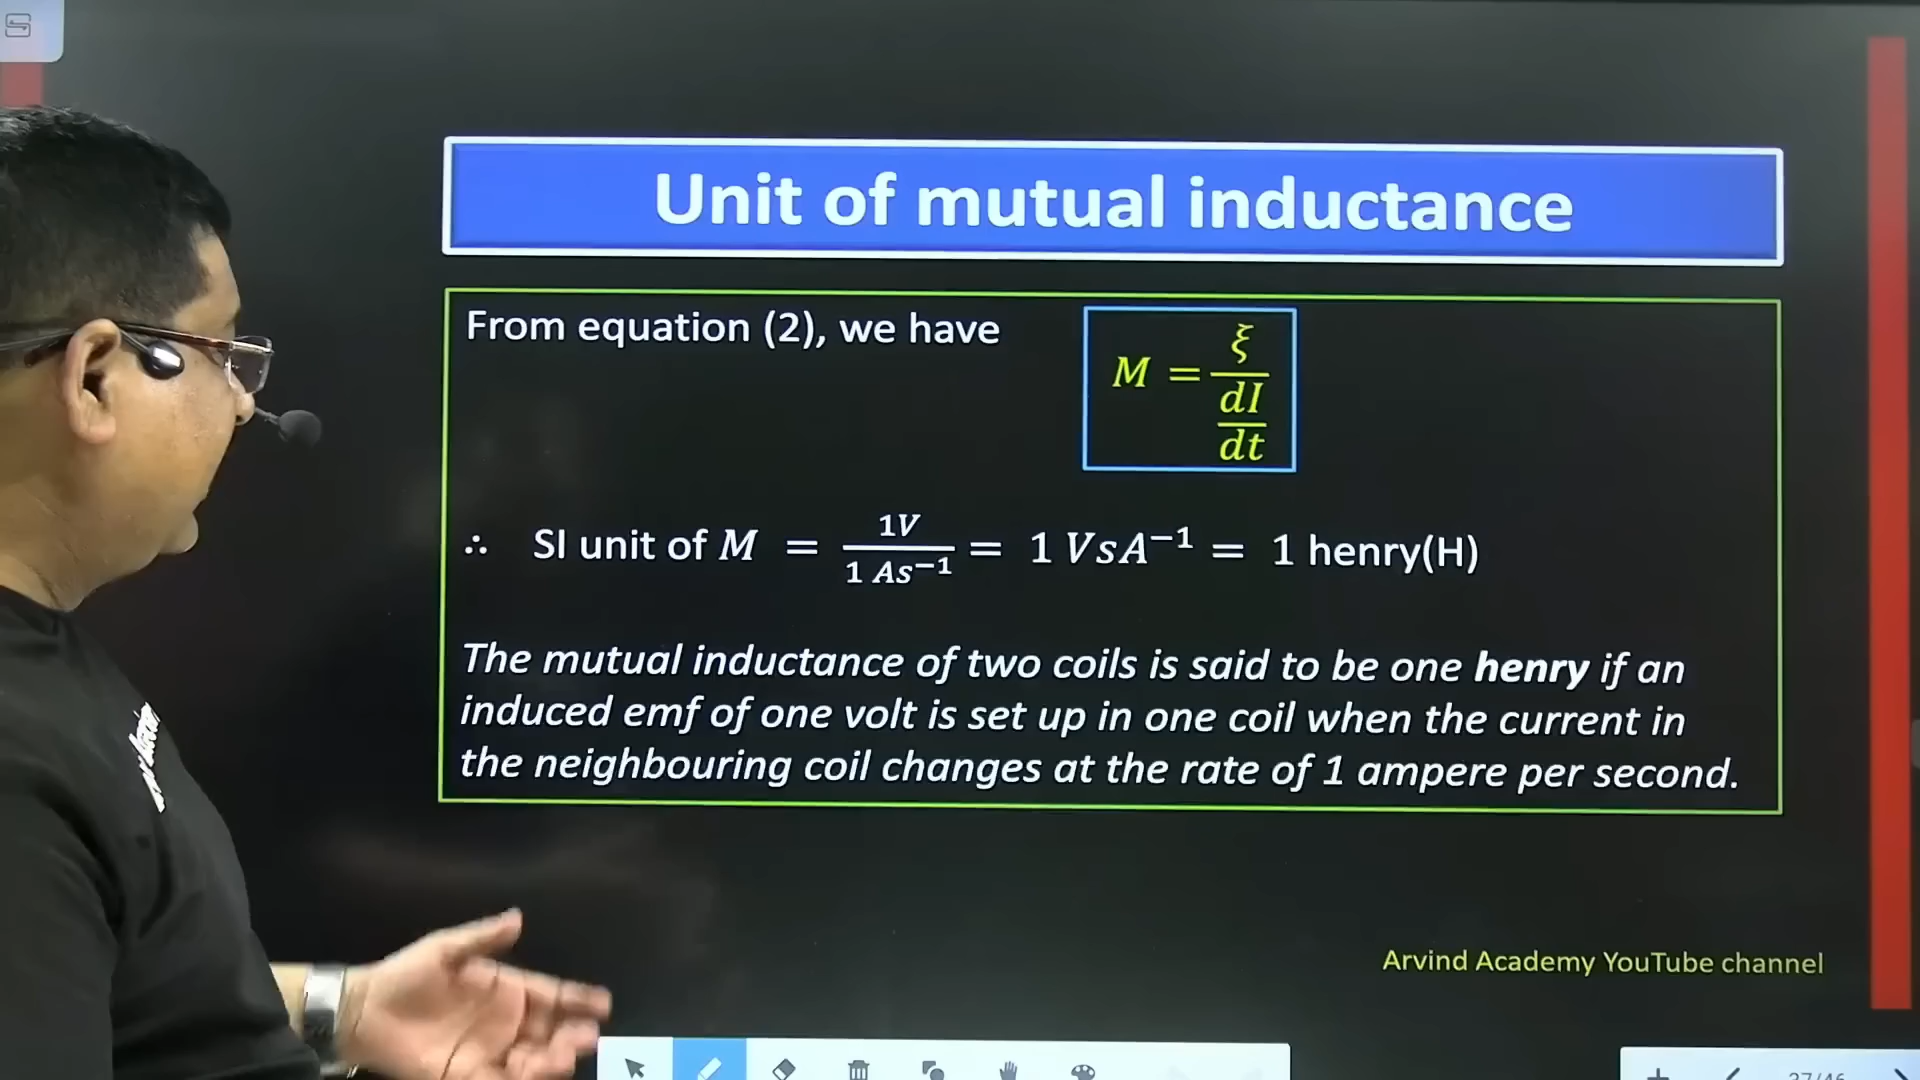 Unit of mutual inductance
From equation (2), we have
M = ξ / (dI/dt)
∴ SI unit of M = 1V / 1 As⁻¹ = 1 VsA⁻¹ = 1 henry(H)
The mutual inductance of two coils is said to be one henry if an
induced emf of one volt is set up in one coil when the current in
the neighbouring coil changes at the rate of 1 ampere per second.
Arvind Academy YouTube channel